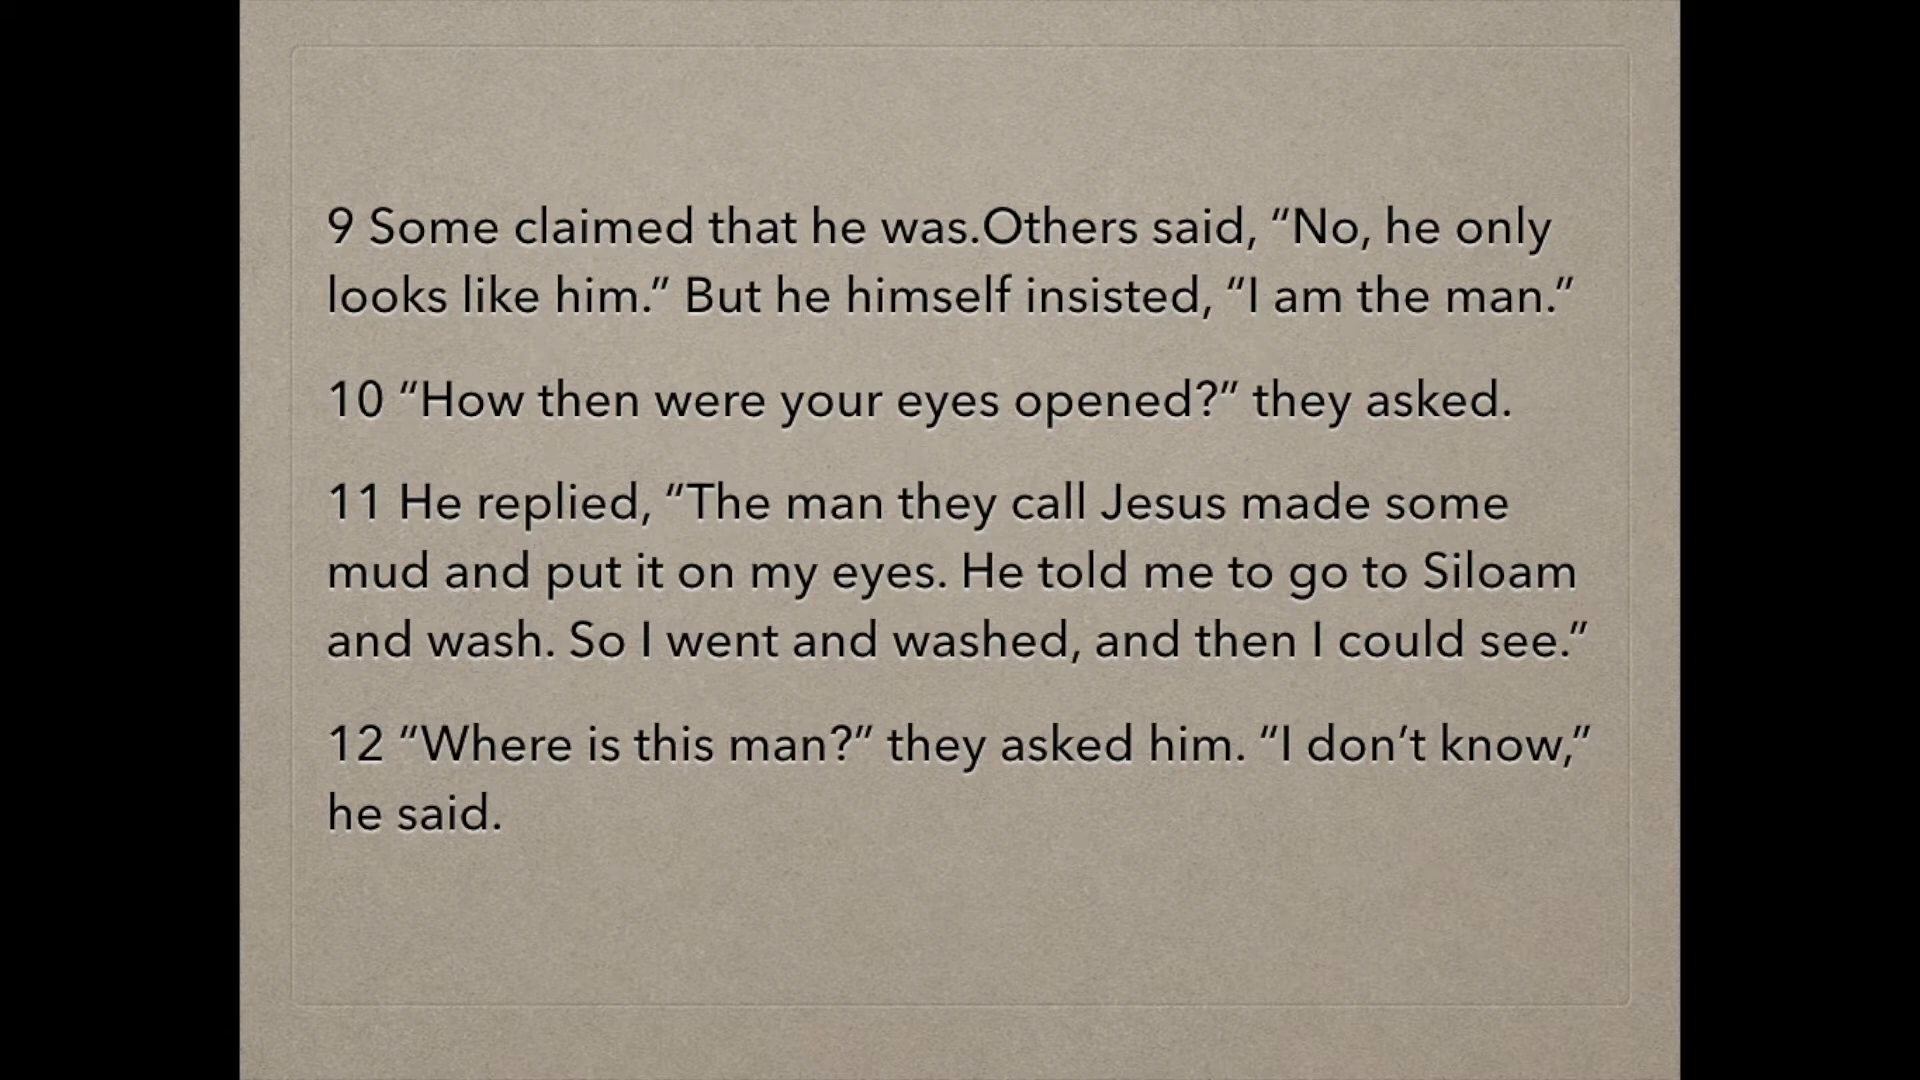 9 Some claimed that he was.Others said, “No, he only
looks like him.” But he himself insisted, “I am the man.”
10 “How then were your eyes opened?” they asked.
11 He replied, “The man they call Jesus made some
mud and put it on my eyes. He told me to go to Siloam
and wash. So I went and washed, and then I could see.”
12 “Where is this man?” they asked him. “I don’t know,”
he said.